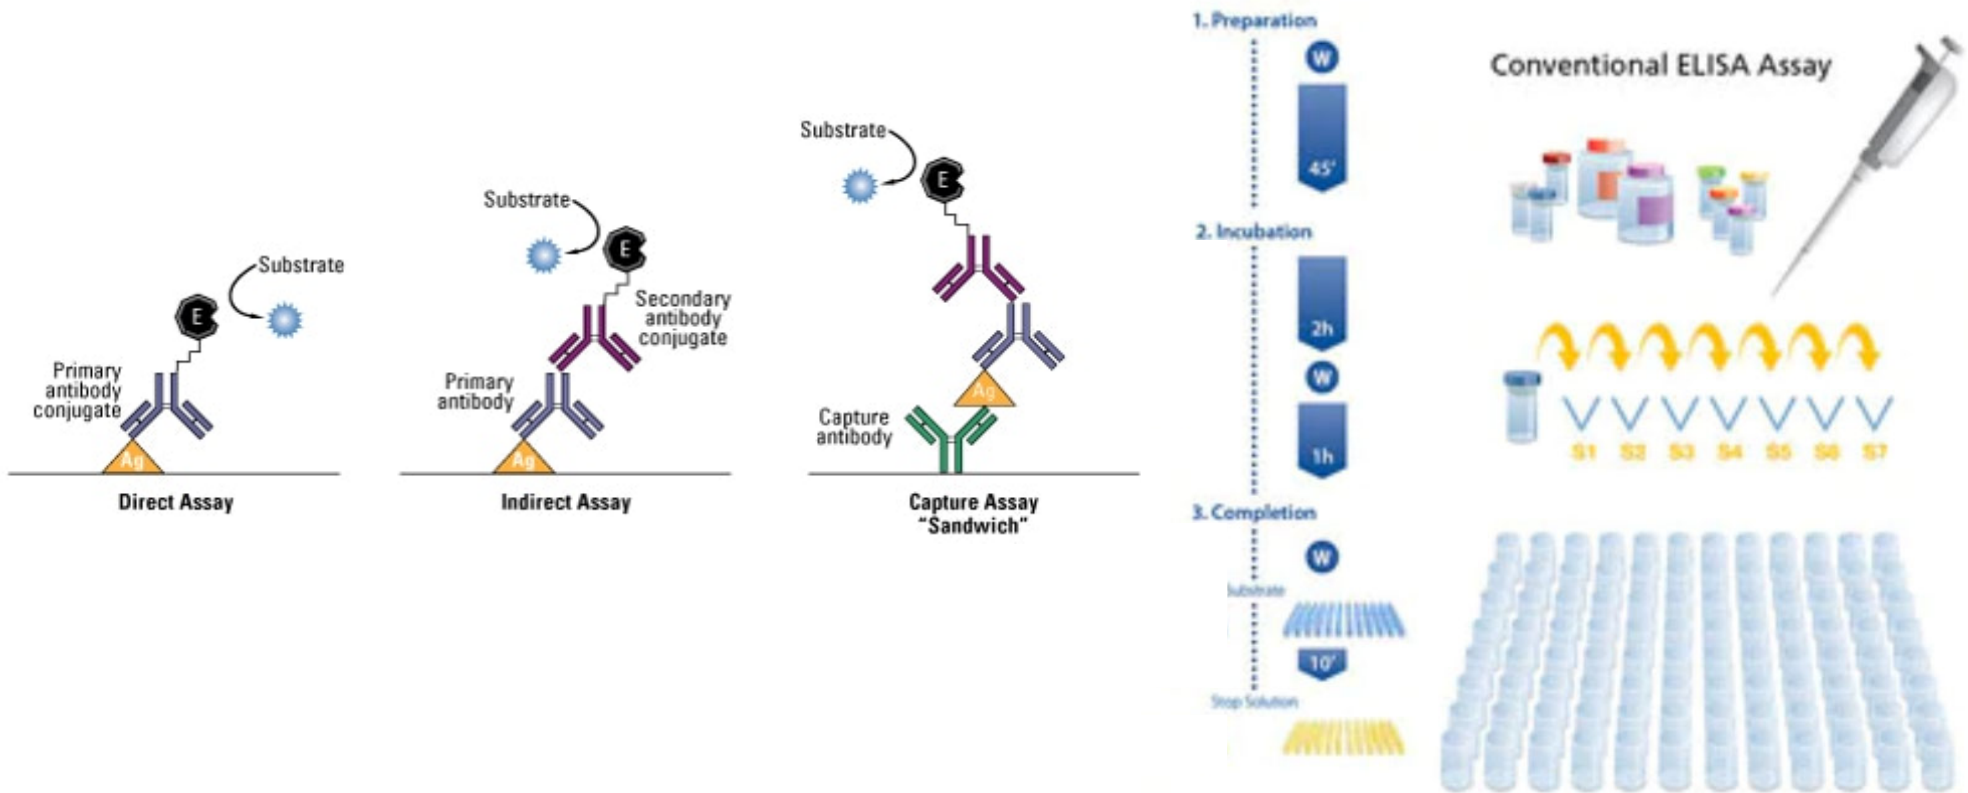 Substrate
E
Primary
antibody
conjugate
Ag
Direct Assay
Substrate
E
Secondary
antibody
conjugate
Primary
antibody
Ag
Indirect Assay
Substrate
E
Ag
Capture
antibody
Capture Assay
“Sandwich”
1. Preparation
W
45'
2. Incubation
2h
W
1h
3. Completion
W
Substrate
10'
Stop Solution
Conventional ELISA Assay
S1 S2 S3 S4 S5 S6 S7